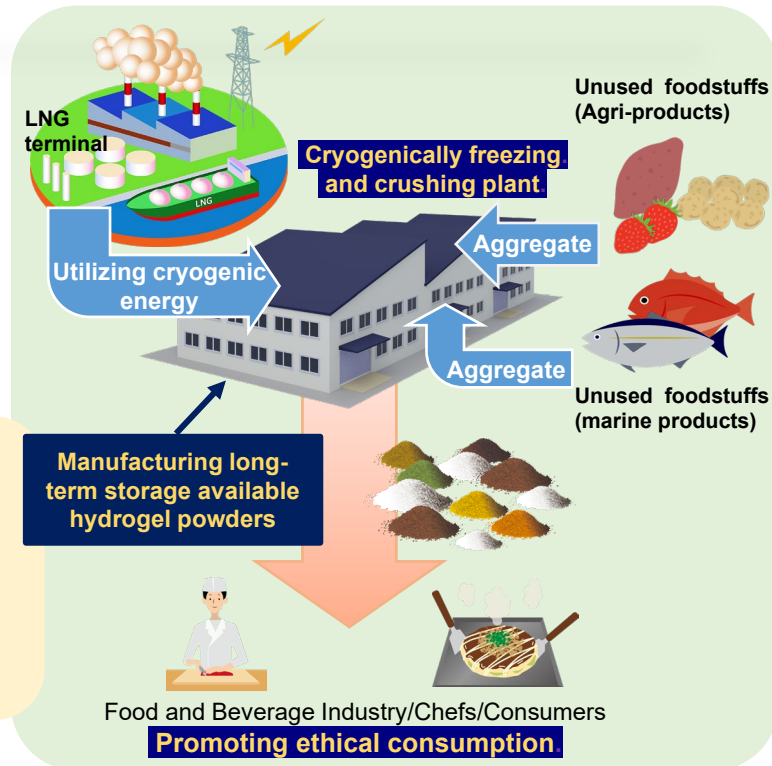 LNG
terminal
LNG
Unused foodstuffs
(Agri-products)
Cryogenically freezing.
and crushing plant.
Aggregate
Utilizing cryogenic
energy
Aggregate
Unused foodstuffs
(marine products)
Manufacturing long-
term storage available
hydrogel powders
Food and Beverage Industry/Chefs/Consumers
Promoting ethical consumption.